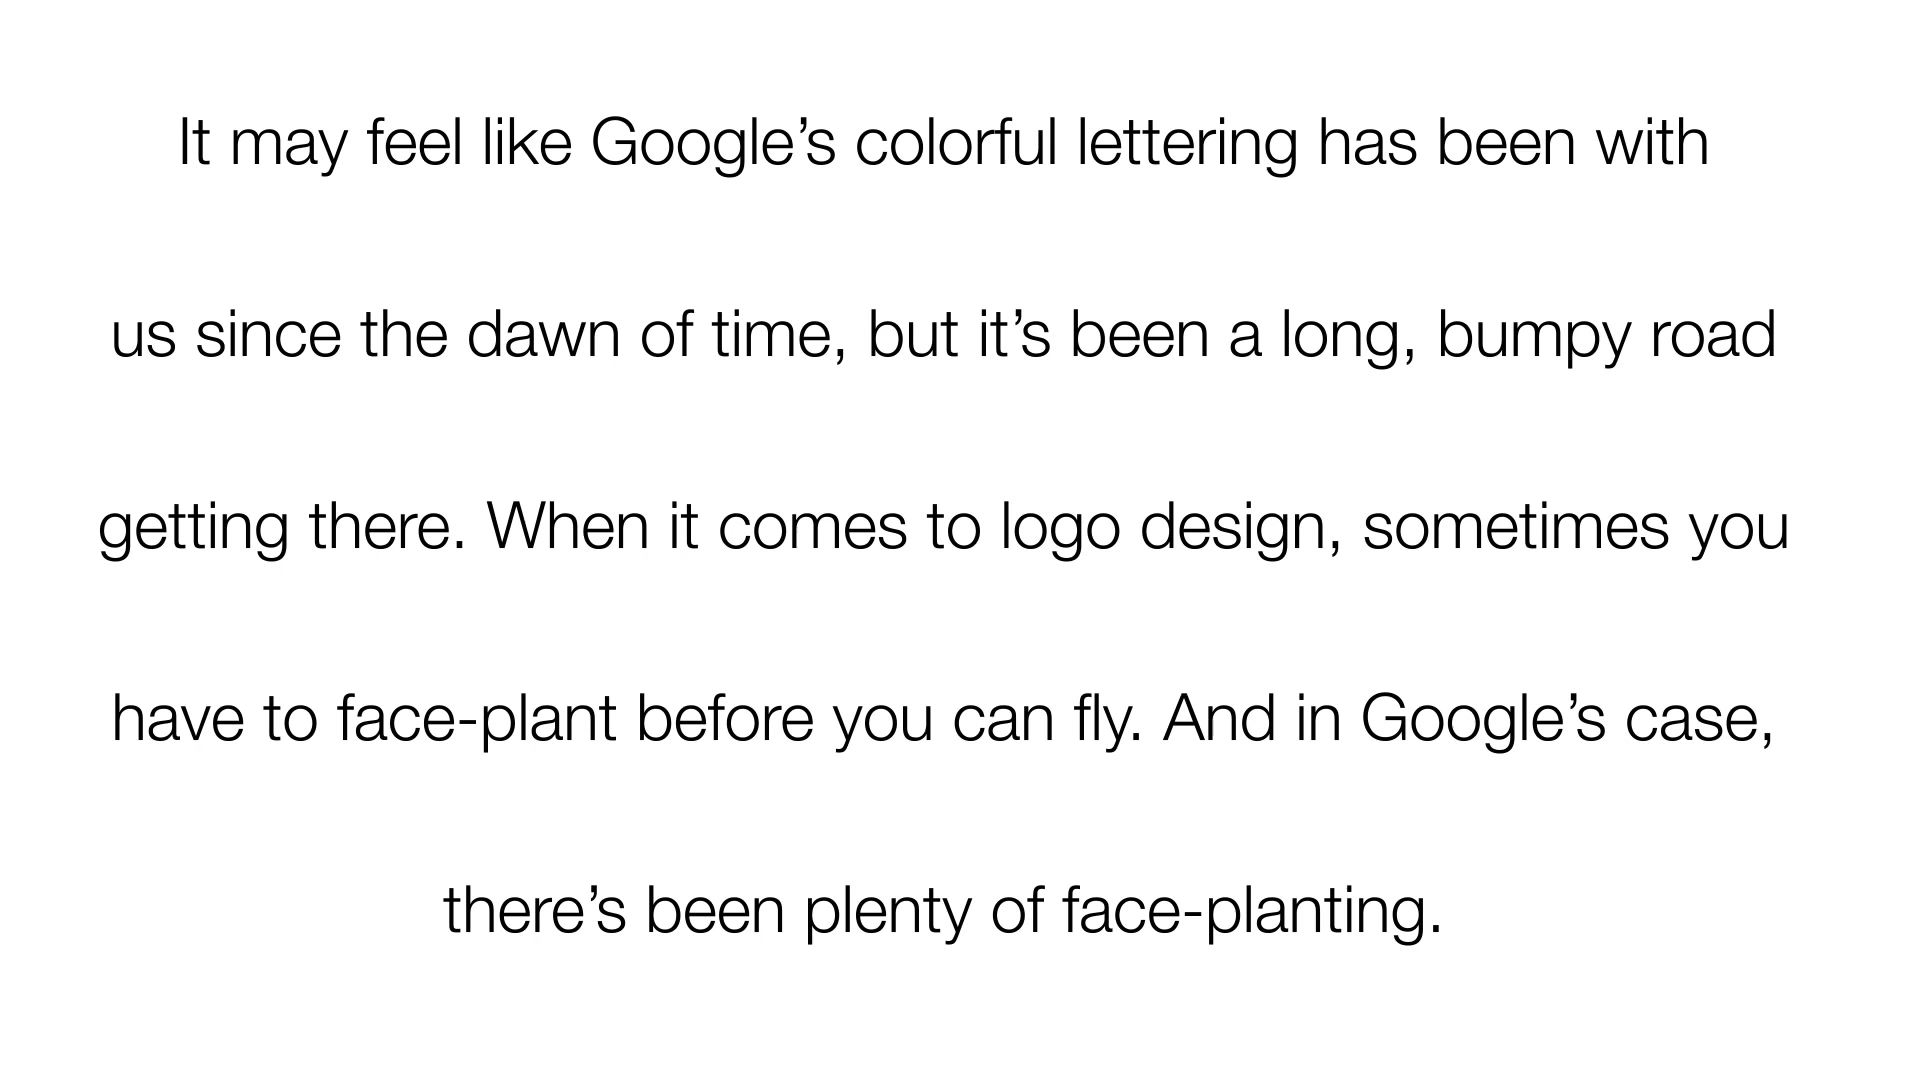 It may feel like Google’s colorful lettering has been with
us since the dawn of time, but it’s been a long, bumpy road
getting there. When it comes to logo design, sometimes you
have to face-plant before you can fly. And in Google’s case,
there’s been plenty of face-planting.